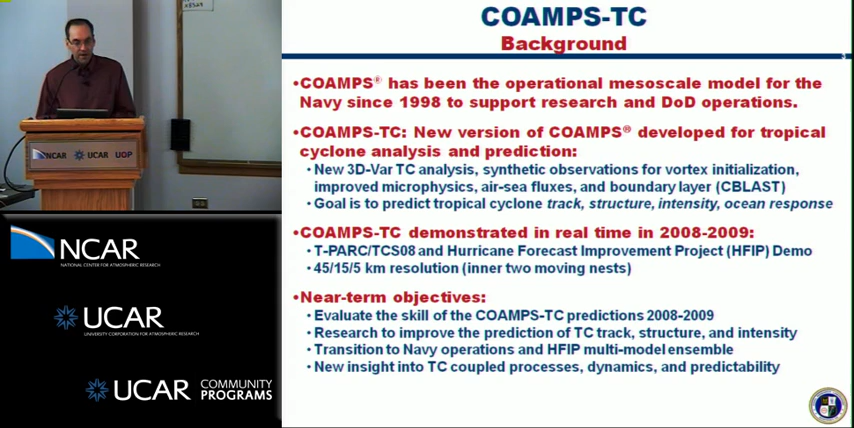 COAMPS-TC
Background
3
•COAMPS® has been the operational mesoscale model for the
Navy since 1998 to support research and DoD operations.
•COAMPS-TC: New version of COAMPS® developed for tropical
cyclone analysis and prediction:
•New 3D-Var TC analysis, synthetic observations for vortex initialization,
improved microphysics, air-sea fluxes, and boundary layer (CBLAST)
•Goal is to predict tropical cyclone track, structure, intensity, ocean response
•COAMPS-TC demonstrated in real time in 2008-2009:
•T-PARC/TCS08 and Hurricane Forecast Improvement Project (HFIP) Demo
•45/15/5 km resolution (inner two moving nests)
•Near-term objectives:
•Evaluate the skill of the COAMPS-TC predictions 2008-2009
•Research to improve the prediction of TC track, structure, and intensity
•Transition to Navy operations and HFIP multi-model ensemble
•New insight into TC coupled processes, dynamics, and predictability
NCAR UCAR UOP
NCAR
NATIONAL CENTER FOR ATMOSPHERIC RESEARCH
UCAR
UNIVERSITY CORPORATION FOR ATMOSPHERIC RESEARCH
UCAR COMMUNITY
PROGRAMS